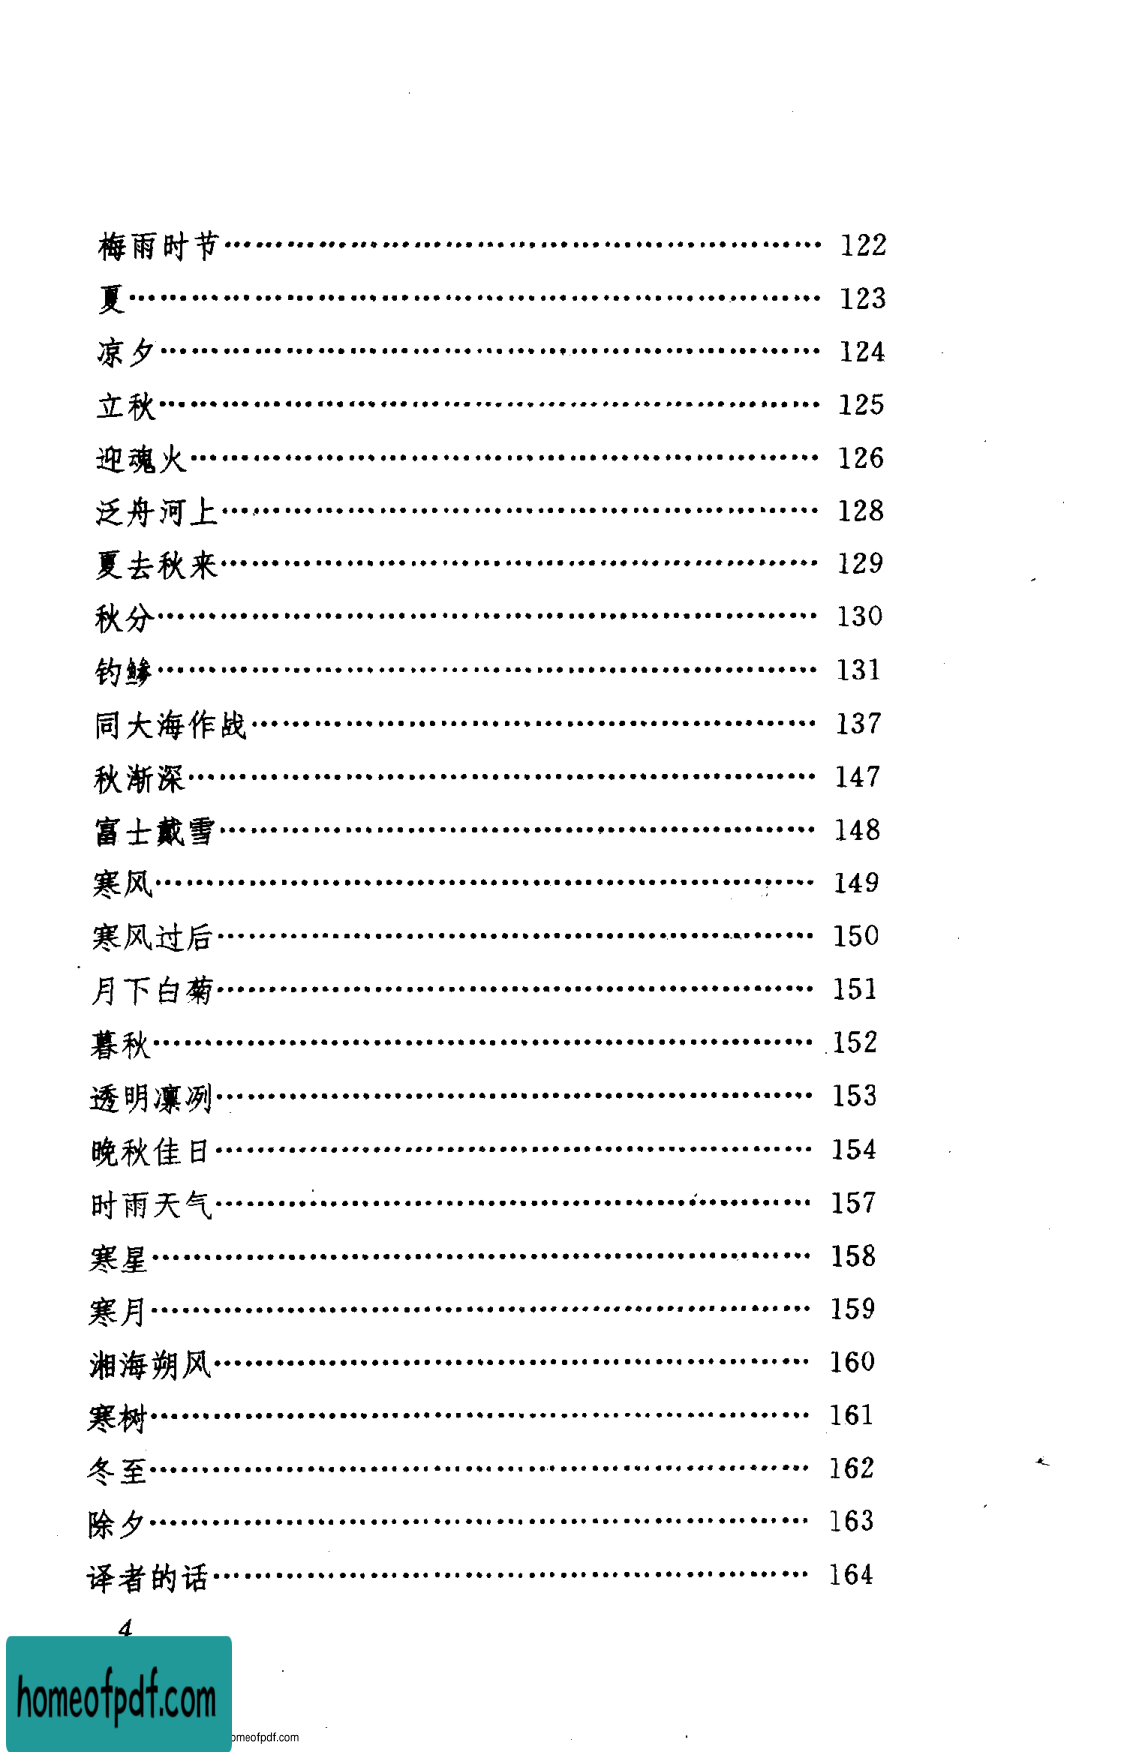 梅雨时节…………………………………………………… 122
夏…………………………………………………… 123
凉夕…………………………………………………… 124
立秋…………………………………………………… 125
迎魂火…………………………………………………… 126
泛舟河上…………………………………………………… 128
夏去秋来…………………………………………………… 129
秋分…………………………………………………… 130
钓鲹…………………………………………………… 131
同大海作战…………………………………………………… 137
秋渐深…………………………………………………… 147
富士戴雪…………………………………………………… 148
寒风…………………………………………………… 149
寒风过后…………………………………………………… 150
月下白菊…………………………………………………… 151
暮秋…………………………………………………… 152
透明凛冽…………………………………………………… 153
晚秋佳日…………………………………………………… 154
时雨天气…………………………………………………… 157
寒星…………………………………………………… 158
寒月…………………………………………………… 159
湘海朔风…………………………………………………… 160
寒树…………………………………………………… 161
冬至…………………………………………………… 162
除夕…………………………………………………… 163
译者的话…………………………………………………… 164
4
homeofpdf.com
omeofpdf.com